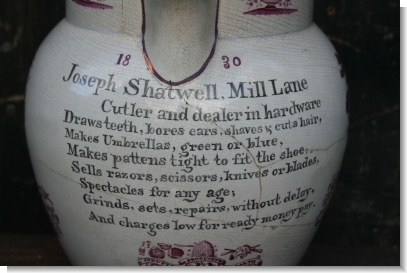 18 30
Joseph Shatwell, Mill Lane
Cutler and dealer in hardware
Draws teeth, bores ears, shaves & cuts hair,
Makes Umbrellas, green or blue,
Makes pattens tight to fit the shoe,
Sells razors, scissors, knives or blades,
Spectacles for any age;
Grinds, sets, repairs, without delay,
And charges low for ready money pay.